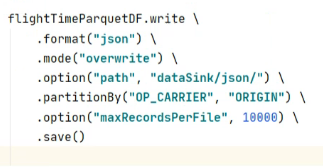 flightTimeParquetDF.write \
.format("json") \
.mode("overwrite") \
.option("path", "dataSink/json/") \
.partitionBy("OP_CARRIER", "ORIGIN") \
.option("maxRecordsPerFile", 10000) \
.save()